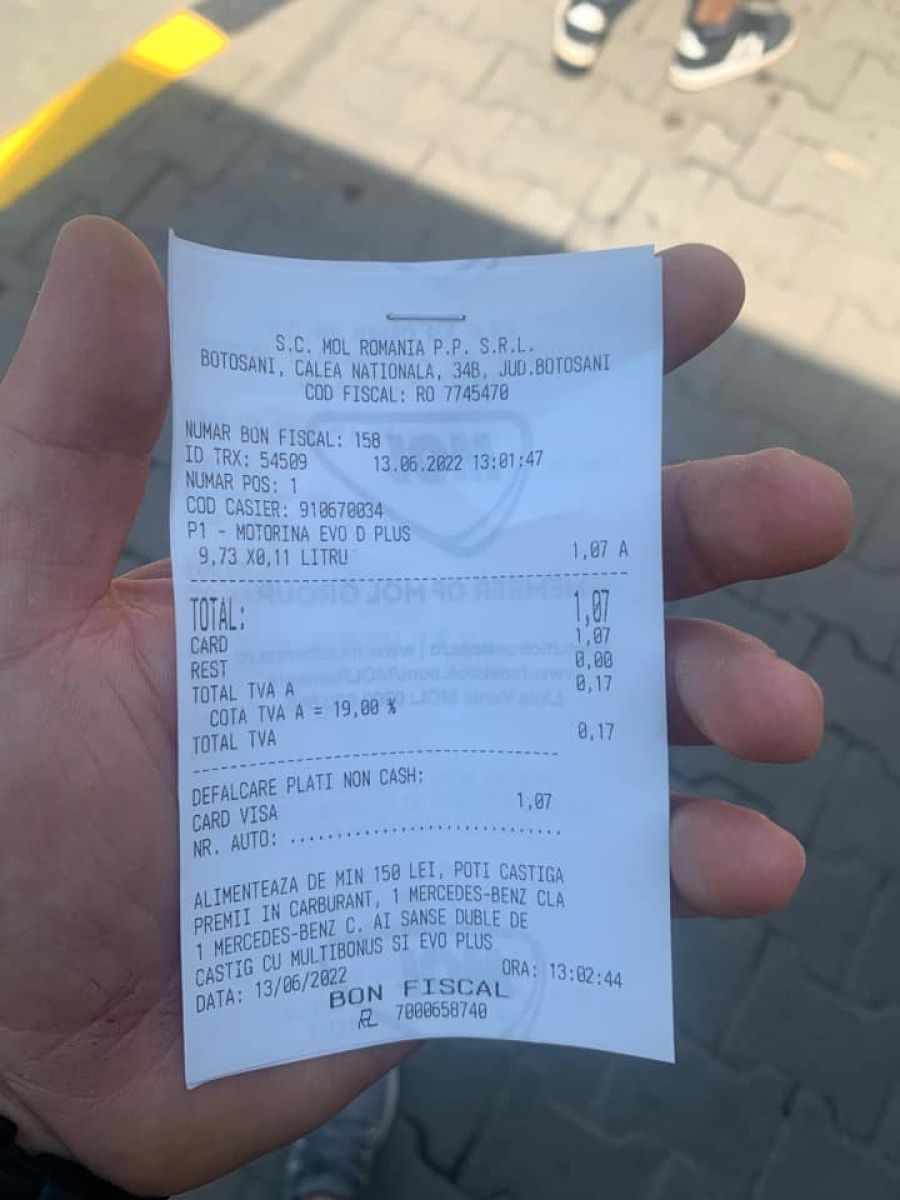 S.C. MOL ROMANIA P.P. S.R.L.
BOTOSANI, CALEA NATIONALA, 34B, JUD.BOTOSANI
COD FISCAL: RO 7745470
NUMAR BON FISCAL: 158
ID TRX: 54509 13.06.2022 13:01:47
NUMAR POS: 1
COD CASIER: 910670034
P1 - MOTORINA EVO D PLUS
9,73 X0,11 LITRU 1,07 A
TOTAL: 1,07
CARD 1,07
REST 0,00
TOTAL TVA A 0,17
COTA TVA A = 19,00 %
TOTAL TVA 0,17
DEFALCARE PLATI NON CASH:
CARD VISA 1,07
NR. AUTO: ..............................
ALIMENTEAZA DE MIN 150 LEI, POTI CASTIGA
PREMII IN CARBURANT, 1 MERCEDES-BENZ CLA
1 MERCEDES-BENZ C. AI SANSE DUBLE DE
CASTIG CU MULTIBONUS SI EVO PLUS
DATA: 13/06/2022 ORA: 13:02:44
BON FISCAL
7000658740